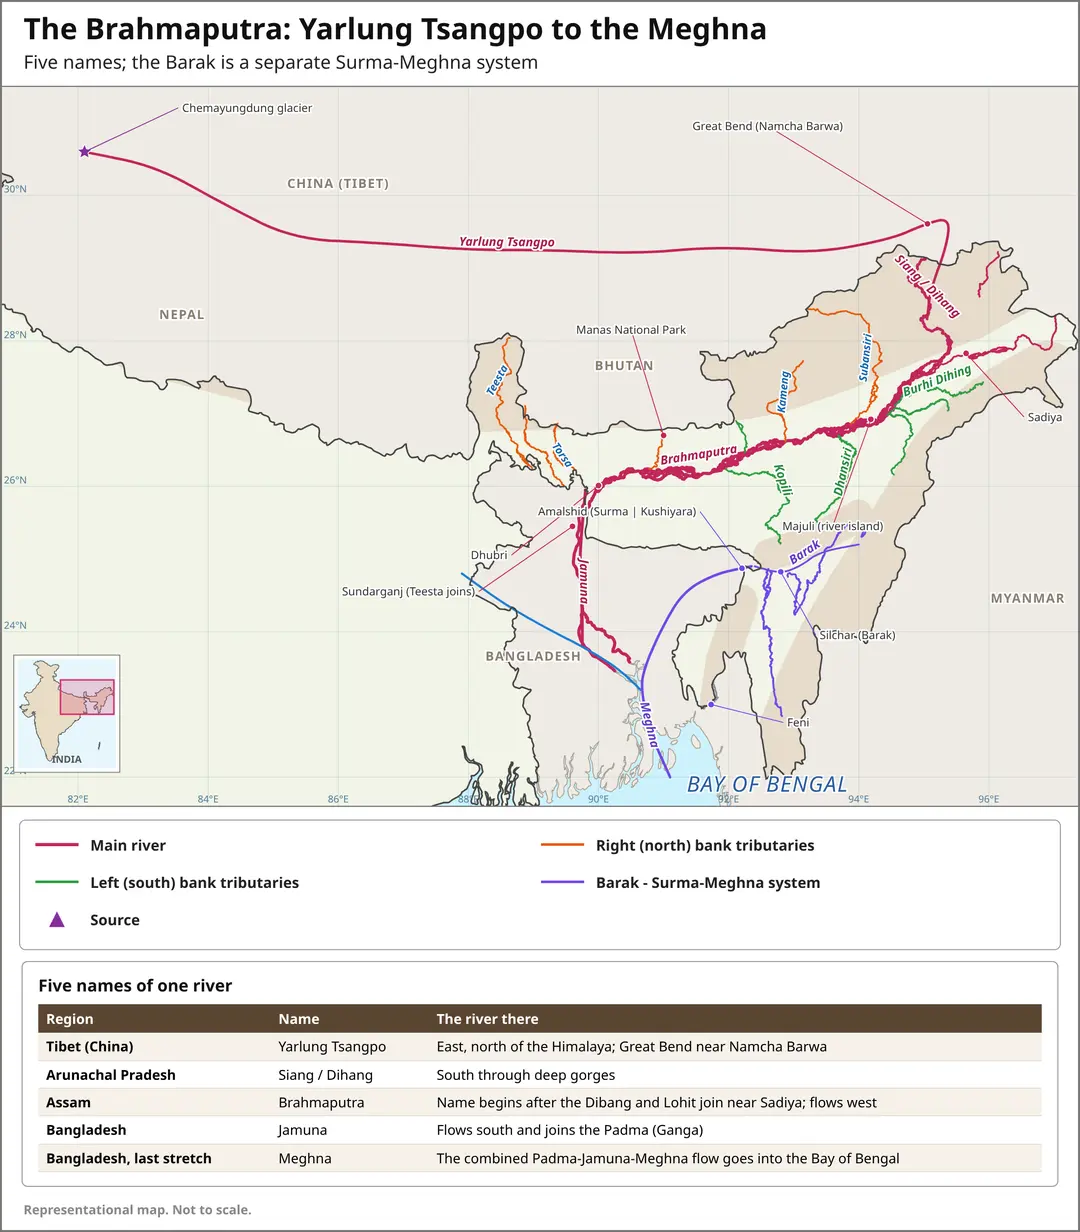 The Brahmaputra: Yarlung Tsangpo to the Meghna
Five names; the Barak is a separate Surma-Meghna system
Chemayungdung glacier
Great Bend (Namcha Barwa)
CHINA (TIBET)
30°N
Yarlung Tsangpo
Siang / Dihang
NEPAL
28°N
Manas National Park
BHUTAN
Teesta
Subansiri
Kameng
Burhi Dihing
Sadiya
Torsa
Brahmaputra
26°N
Kopili
Dhansiri
Amalshid (Surma | Kushiyara)
Majuli (river island)
Dhubri
Barak
Jamuna
Sundarganj (Teesta joins)
MYANMAR
24°N
Silchar (Barak)
BANGLADESH
Meghna
Feni
INDIA
22°N
BAY OF BENGAL
82°E
84°E
86°E
88°E
90°E
92°E
94°E
96°E
Main river
Right (north) bank tributaries
Left (south) bank tributaries
Barak - Surma-Meghna system
Source
Five names of one river
Region Name The river there
Tibet (China) Yarlung Tsangpo East, north of the Himalaya; Great Bend near Namcha Barwa
Arunachal Pradesh Siang / Dihang South through deep gorges
Assam Brahmaputra Name begins after the Dibang and Lohit join near Sadiya; flows west
Bangladesh Jamuna Flows south and joins the Padma (Ganga)
Bangladesh, last stretch Meghna The combined Padma-Jamuna-Meghna flow goes into the Bay of Bengal
Representational map. Not to scale.